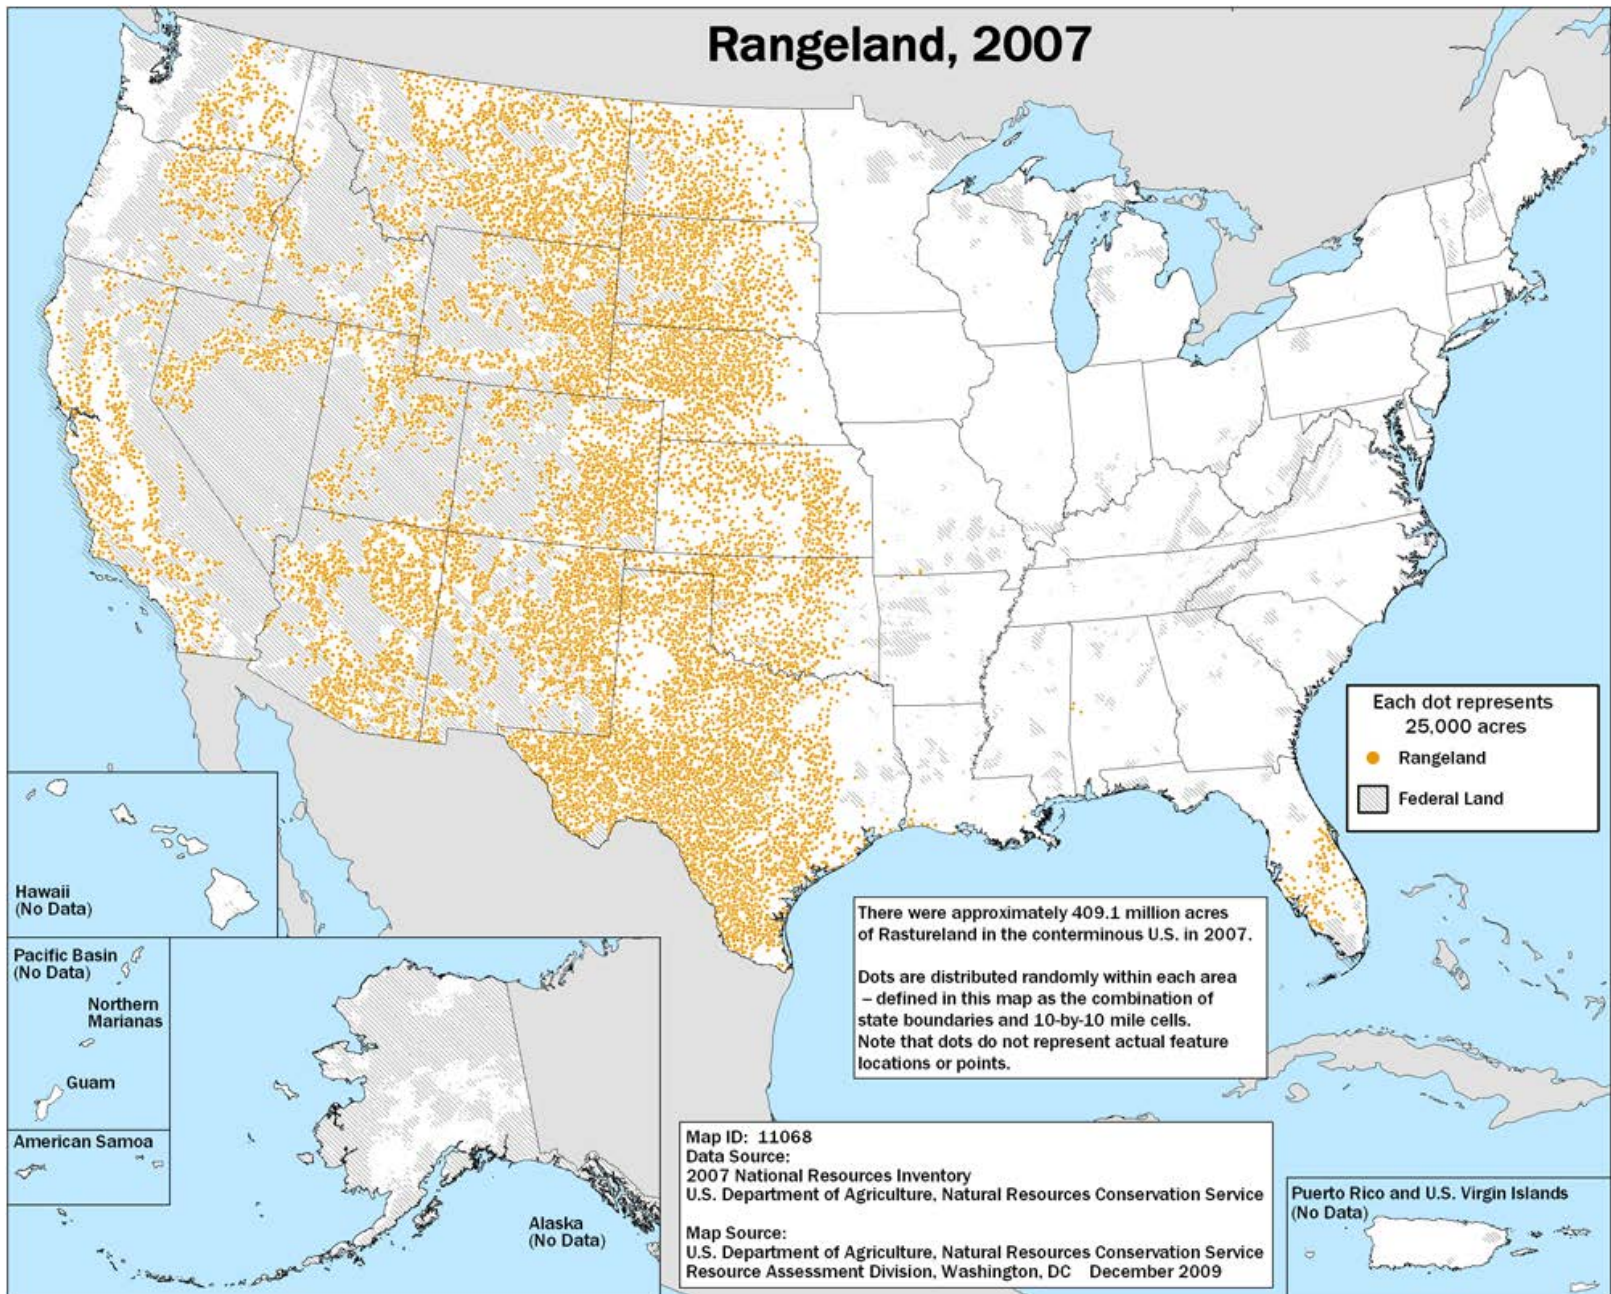 Rangeland, 2007
Each dot represents
25,000 acres
Rangeland
Federal Land
Hawaii
(No Data)
Pacific Basin
(No Data)
Northern
Marianas
Guam
American Samoa
Alaska
(No Data)
There were approximately 409.1 million acres
of Rastureland in the conterminous U.S. in 2007.
Dots are distributed randomly within each area
– defined in this map as the combination of
state boundaries and 10-by-10 mile cells.
Note that dots do not represent actual feature
locations or points.
Map ID: 11068
Data Source:
2007 National Resources Inventory
U.S. Department of Agriculture, Natural Resources Conservation Service
Map Source:
U.S. Department of Agriculture, Natural Resources Conservation Service
Resource Assessment Division, Washington, DC December 2009
Puerto Rico and U.S. Virgin Islands
(No Data)